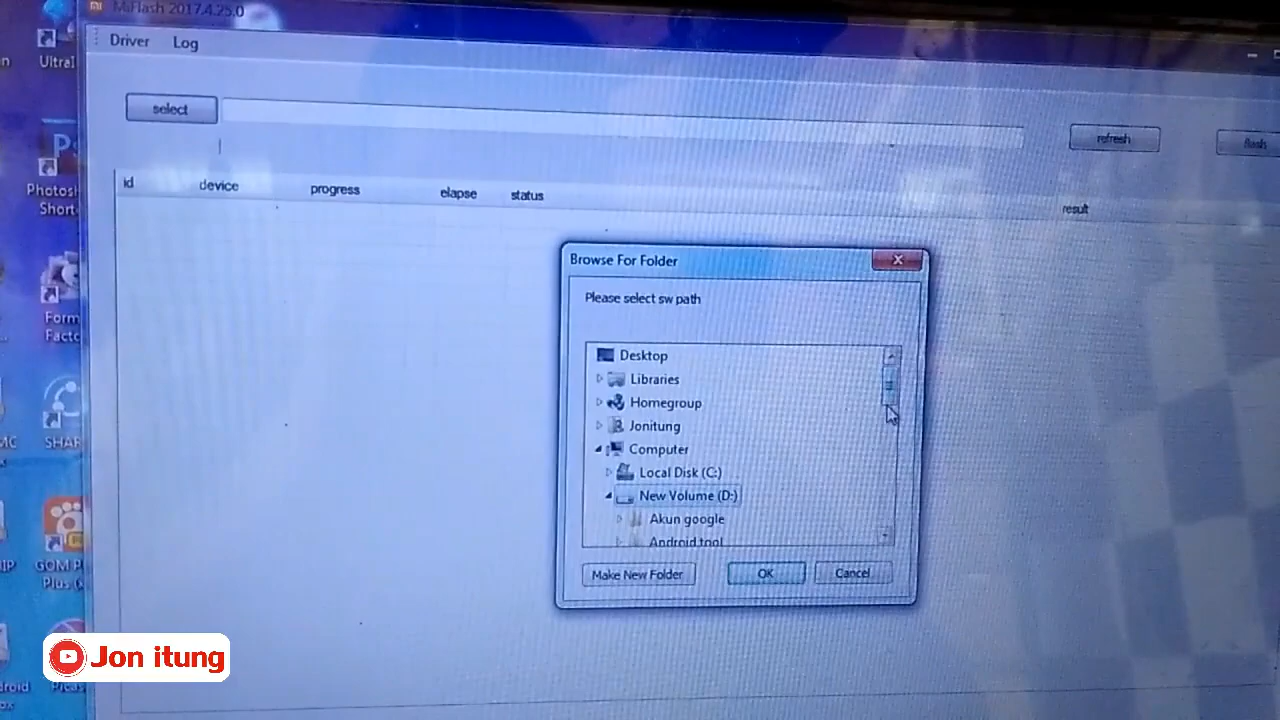 MiFlash 2017.4.25.0
Driver Log
select
refresh
flash
id device progress elapse status result
Browse For Folder
Please select sw path
Desktop
Libraries
Homegroup
Jonitung
Computer
Local Disk (C:)
New Volume (D:)
Akun google
Android tool
Make New Folder OK Cancel
Photosh
Short
Form
Facto
SHAR
GOM P
Plus(
Picas
Jon itung